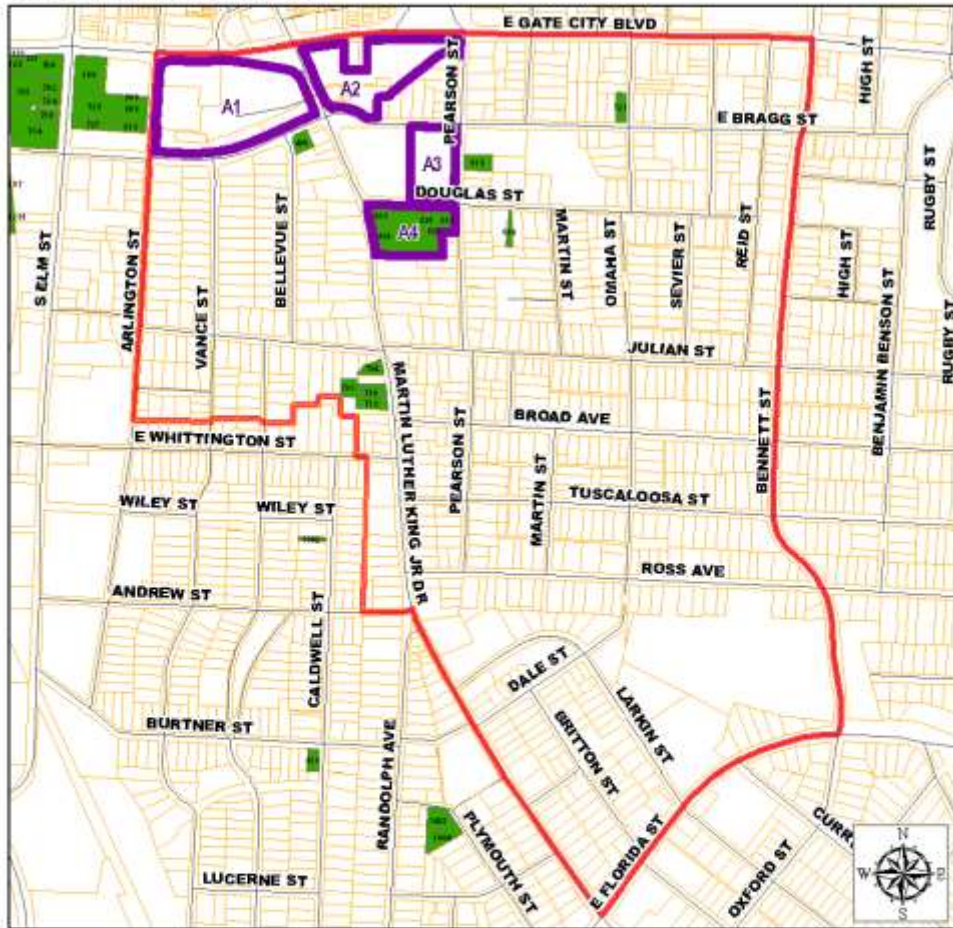 E GATE CITY BLVD
HIGH ST
PEARSON ST
A2
A1
E BRAGG ST
RUGBY ST
A3
DOUGLAS ST
A4
S ELM ST
ARLINGTON ST
BELLEVUE ST
VANCE ST
MARTIN ST
OMAHA ST
SEVIER ST
REID ST
HIGH ST
BENJAMIN BENSON ST
RUGBY ST
JULIAN ST
MARTIN LUTHER KING JR DR
BROAD AVE
E WHITTINGTON ST
BENNETT ST
PEARSON ST
MARTIN ST
TUSCALOOSA ST
WILEY ST
WILEY ST
ROSS AVE
ANDREW ST
CALDWELL ST
DALE ST
LARKIN ST
BRITTON ST
BURTNER ST
RANDOLPH AVE
PLYMOUTH ST
E FLORIDA ST
OXFORD ST
CURR
LUCERNE ST
N
W E
S